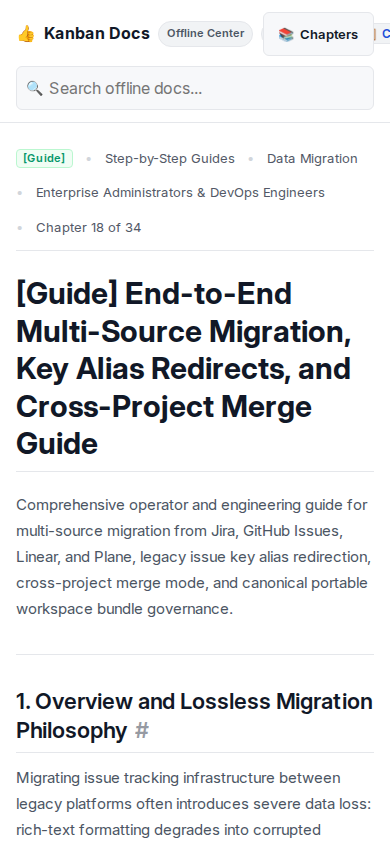 👍 Kanban Docs Offline Center 📚 Chapters
🔍 Search offline docs...
[Guide] • Step-by-Step Guides • Data Migration
• Enterprise Administrators & DevOps Engineers
• Chapter 18 of 34
[Guide] End-to-End
Multi-Source Migration,
Key Alias Redirects, and
Cross-Project Merge
Guide
Comprehensive operator and engineering guide for
multi-source migration from Jira, GitHub Issues,
Linear, and Plane, legacy issue key alias redirection,
cross-project merge mode, and canonical portable
workspace bundle governance.
1. Overview and Lossless Migration
Philosophy #
Migrating issue tracking infrastructure between
legacy platforms often introduces severe data loss:
rich-text formatting degrades into corrupted